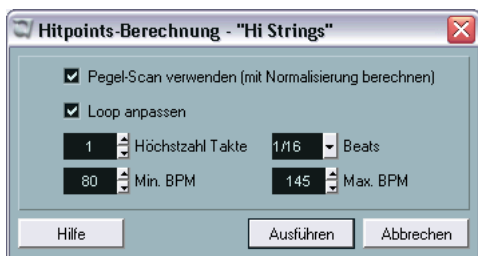 Hitpoints-Berechnung - "Hi Strings"
Pegel-Scan verwenden (mit Normalisierung berechnen)
Loop anpassen
1 Höchstzahl Takte 1/16 Beats
80 Min. BPM 145 Max. BPM
Hilfe Ausführen Abbrechen